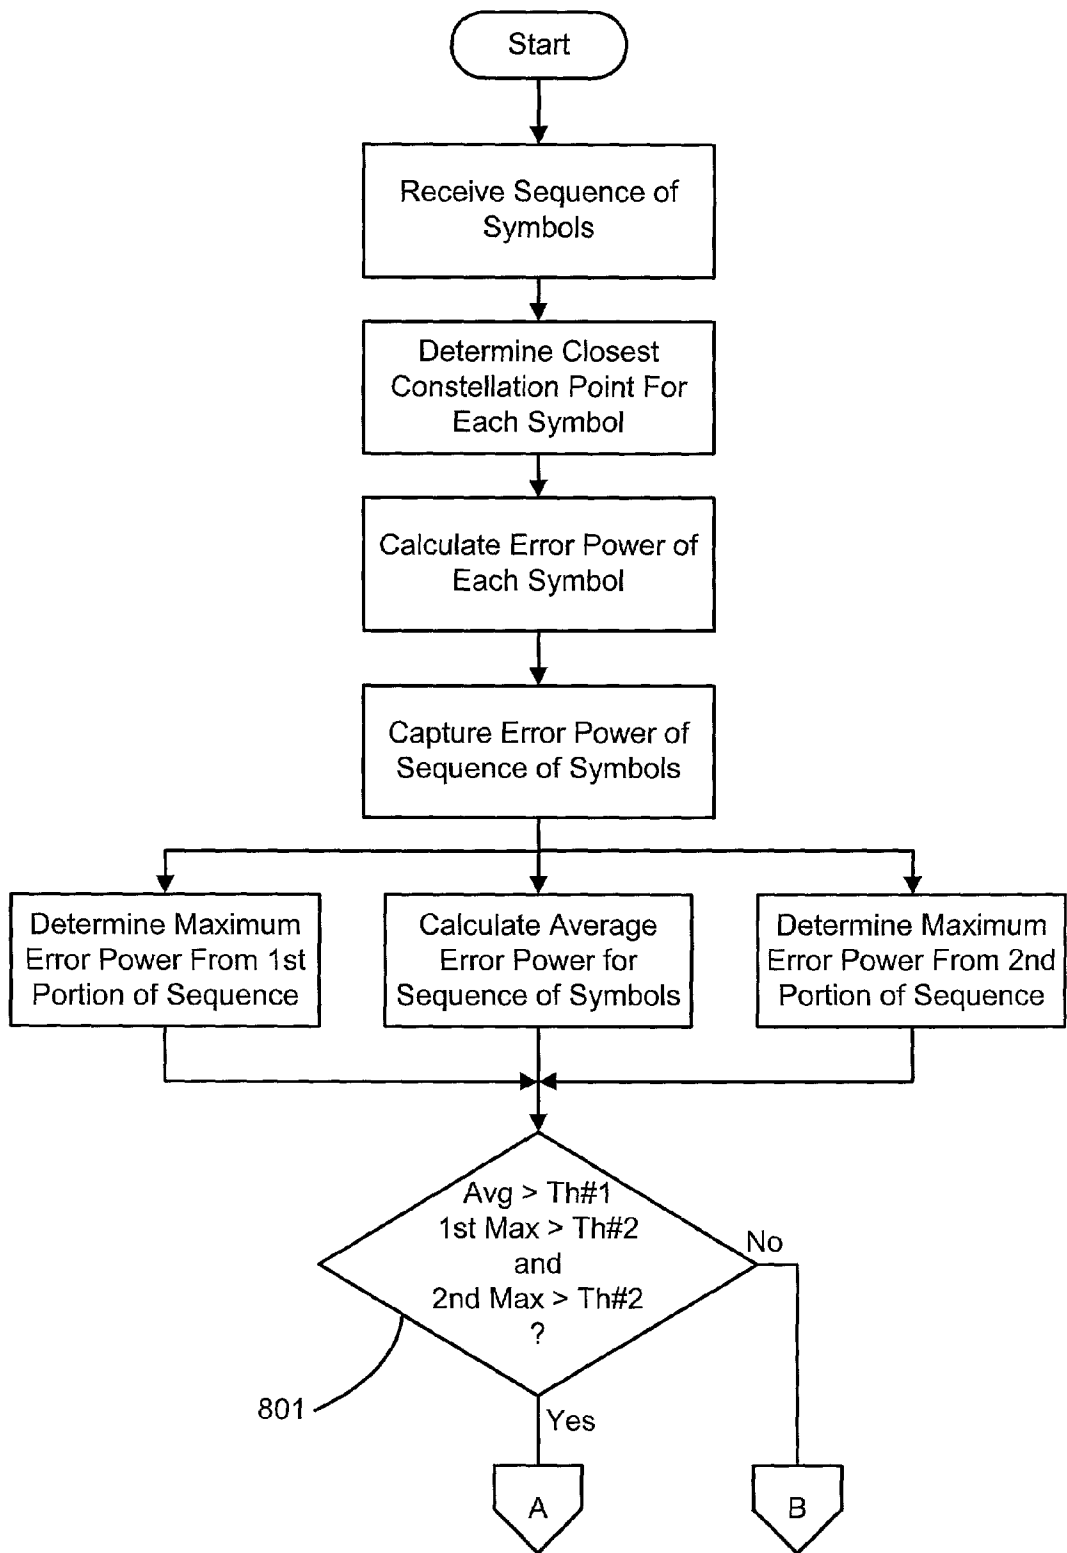 Start
Receive Sequence of
Symbols
Determine Closest
Constellation Point For
Each Symbol
Calculate Error Power of
Each Symbol
Capture Error Power of
Sequence of Symbols
Determine Maximum
Error Power From 1st
Portion of Sequence
Calculate Average
Error Power for
Sequence of Symbols
Determine Maximum
Error Power From 2nd
Portion of Sequence
Avg > Th#1
1st Max > Th#2
and
2nd Max > Th#2
?
No
801
Yes
A
B